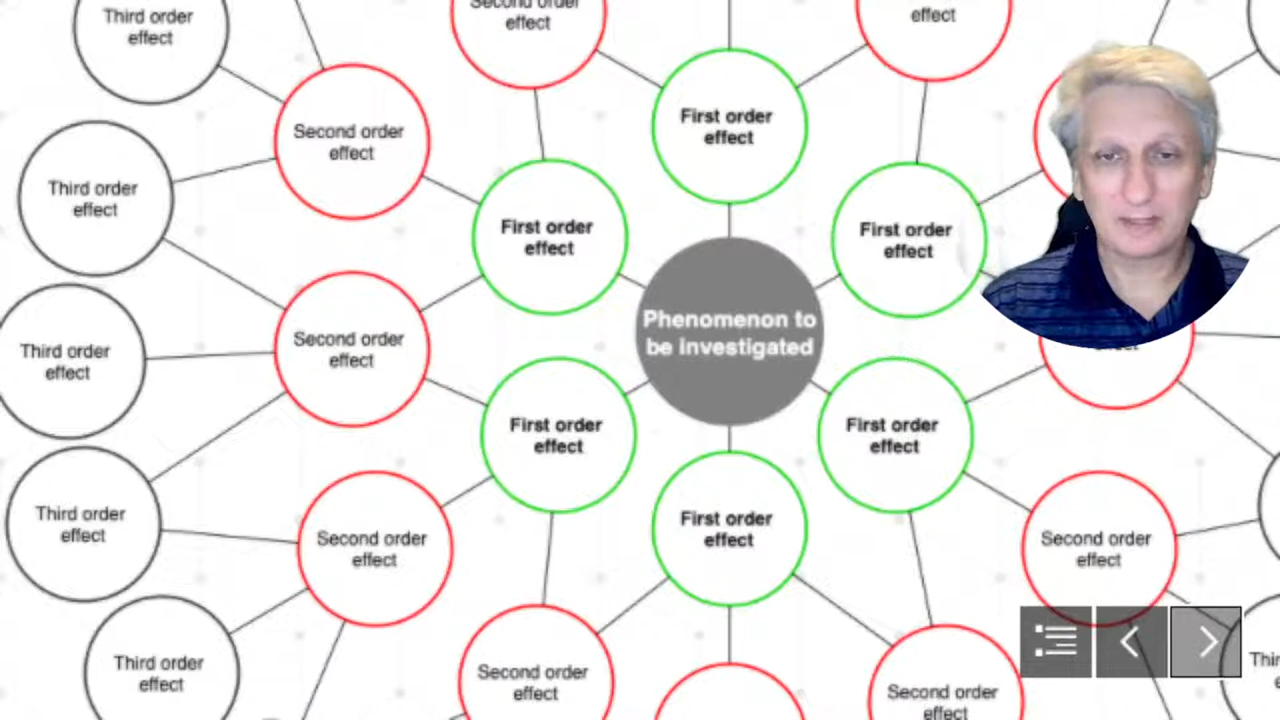 Third order
effect
Second order
effect
effect
First order
effect
Second order
effect
Third order
effect
First order
effect
First order
effect
Phenomenon to
be investigated
Second order
effect
Third order
effect
First order
effect
First order
effect
Third order
effect
First order
effect
Second order
effect
Second order
effect
Third order
effect
Second order
effect
Second order
effect